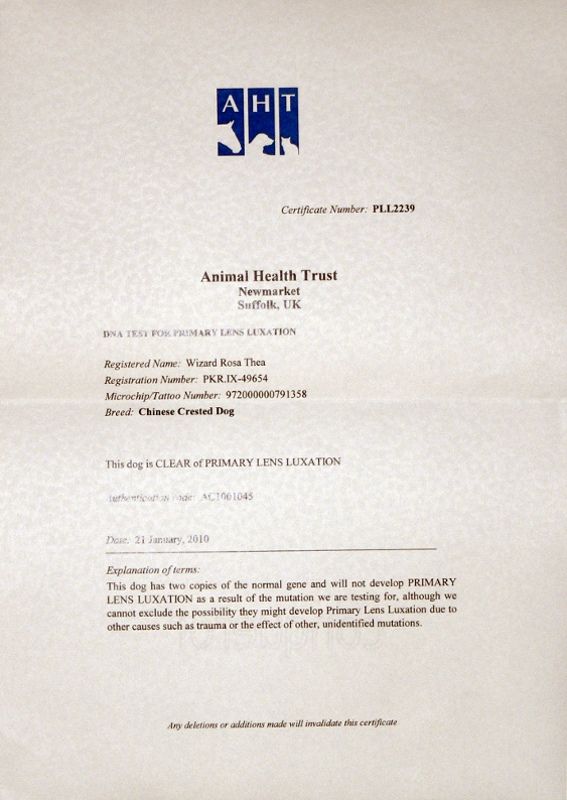 AHT
Certificate Number: PLL2239
Animal Health Trust
Newmarket
Suffolk, UK
DNA TEST FOR PRIMARY LENS LUXATION
Registered Name: Wizard Rosa Thea
Registration Number: PKR.IX-49654
Microchip/Tattoo Number: 972000000791358
Breed: Chinese Crested Dog
This dog is CLEAR of PRIMARY LENS LUXATION
Authentication code: AC1001045
Date: 21 January, 2010
Explanation of terms:
This dog has two copies of the normal gene and will not develop PRIMARY
LENS LUXATION as a result of the mutation we are testing for, although we
cannot exclude the possibility they might develop Primary Lens Luxation due to
other causes such as trauma or the effect of other, unidentified mutations.
Any deletions or additions made will invalidate this certificate